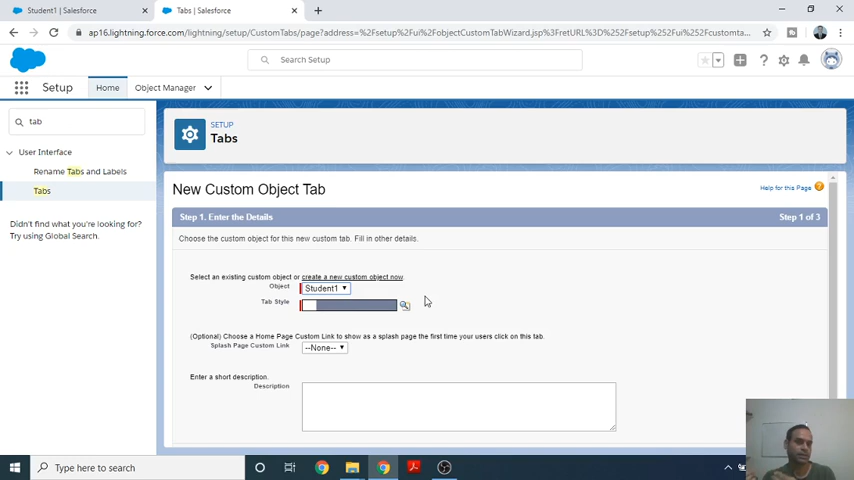 Student1 | Salesforce
Tabs | Salesforce
ap16.lightning.force.com/lightning/setup/CustomTabs/page?address=%2Fsetup%2Fui%2FobjectCustomTabWizard.jsp%3FretURL%3D%252Fsetup%252Fui%252Fcustomta...
Search Setup
Setup
Home
Object Manager
tab
User Interface
Rename Tabs and Labels
Tabs
Didn't find what you're looking for?
Try using Global Search.
SETUP
Tabs
New Custom Object Tab
Help for this Page
Step 1. Enter the Details
Step 1 of 3
Choose the custom object for this new custom tab. Fill in other details.
Select an existing custom object or create a new custom object now.
Object
Student1
Tab Style
(Optional) Choose a Home Page Custom Link to show as a splash page the first time your users click on this tab.
Splash Page Custom Link
--None--
Enter a short description.
Description
Type here to search